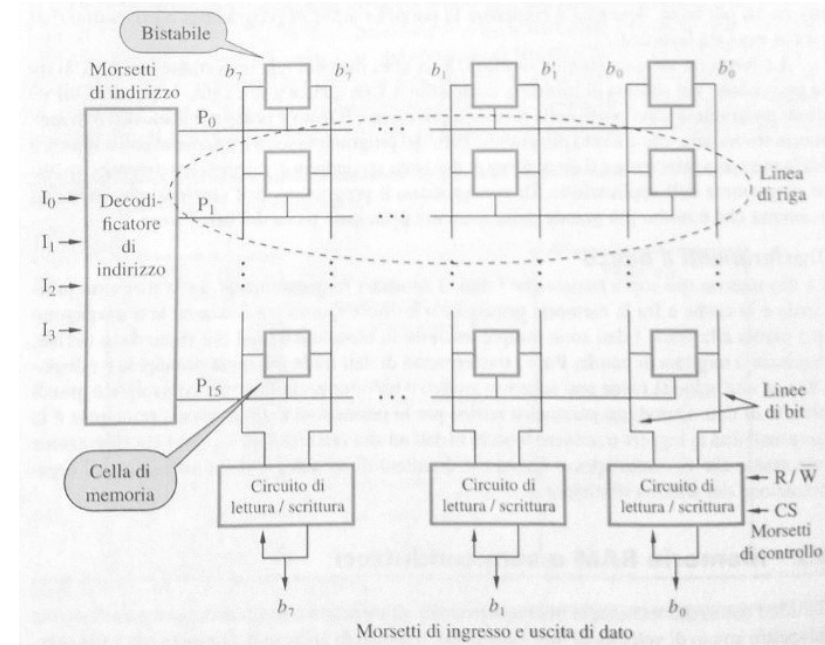 Bistabile
Morsetti
di indirizzo
b7 b'7 b1 b'1 b0 b'0
P0
Linea
di riga
I0
Decodi-
ficatore
di
indirizzo
P1
I1
I2
I3
P15
Linee
di bit
Cella di
memoria
Circuito di
lettura / scrittura
Circuito di
lettura / scrittura
Circuito di
lettura / scrittura
R / W̅
CS
Morsetti
di controllo
b7 b1 b0
Morsetti di ingresso e uscita di dato